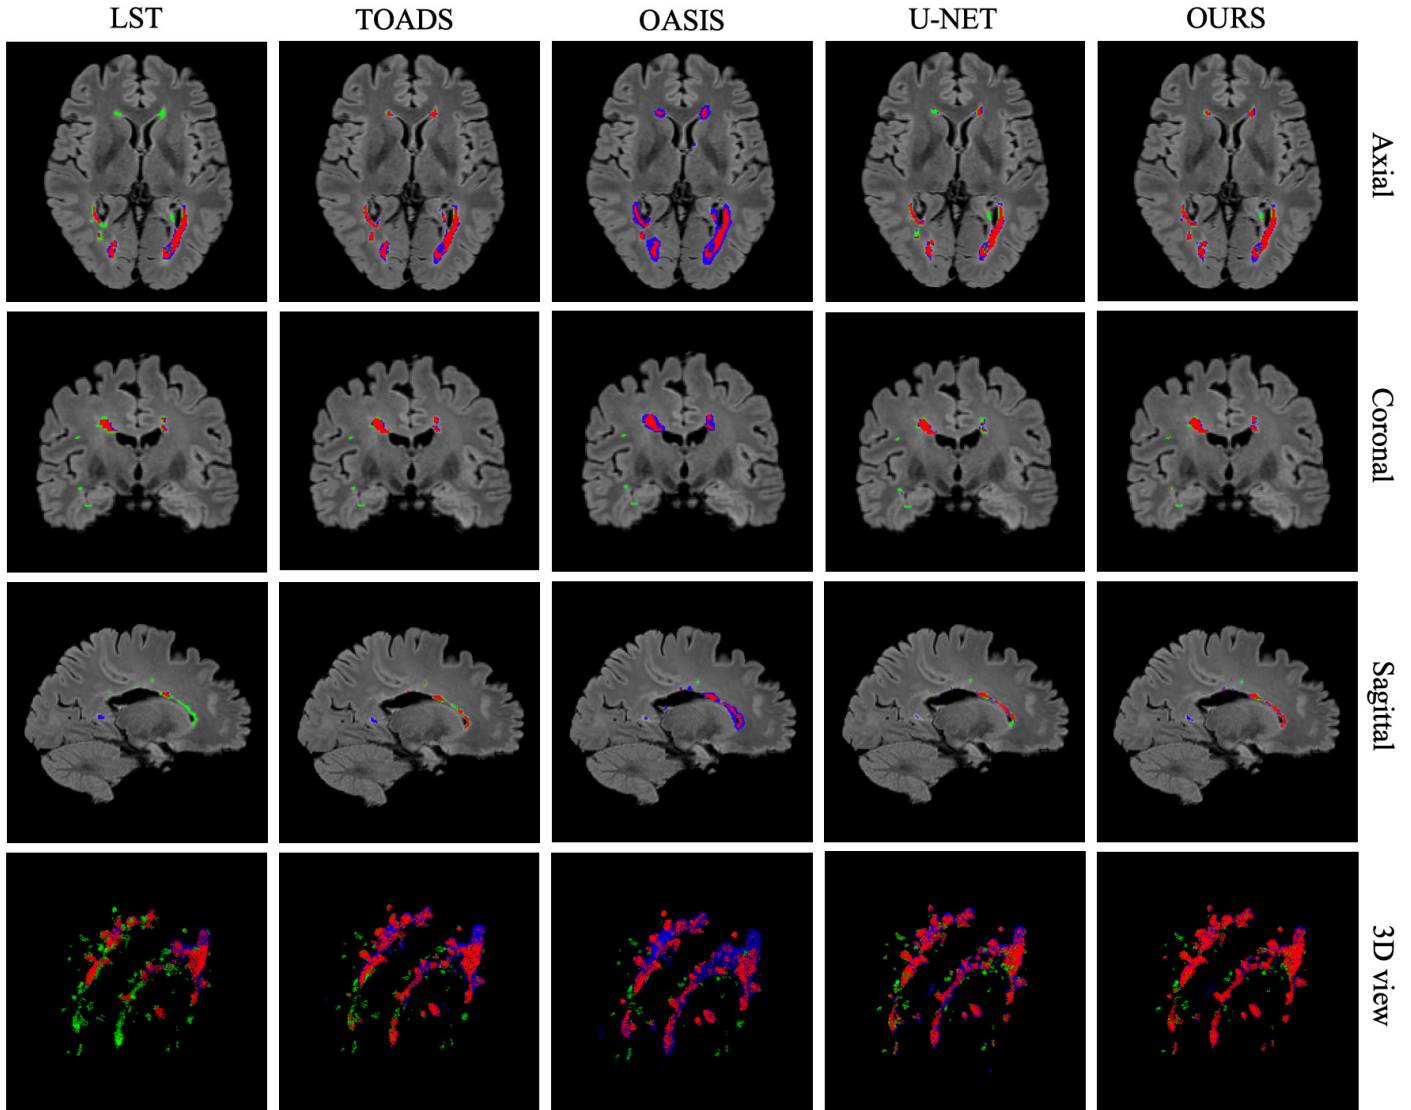 LST
TOADS
OASIS
U-NET
OURS
Axial
Coronal
Sagittal
3D view